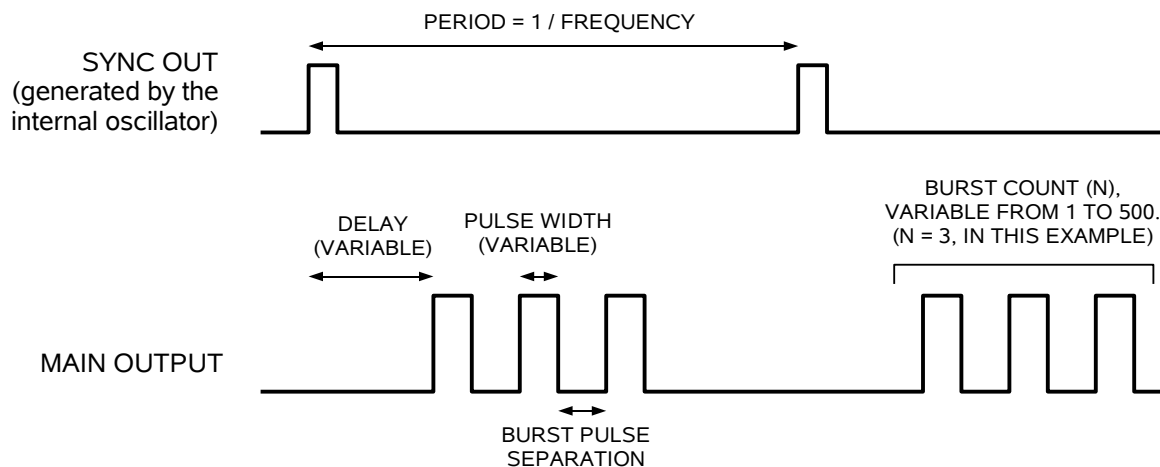 PERIOD = 1 / FREQUENCY
SYNC OUT
(generated by the
internal oscillator)
BURST COUNT (N),
VARIABLE FROM 1 TO 500.
(N = 3, IN THIS EXAMPLE)
DELAY
(VARIABLE)
PULSE WIDTH
(VARIABLE)
MAIN OUTPUT
BURST PULSE
SEPARATION